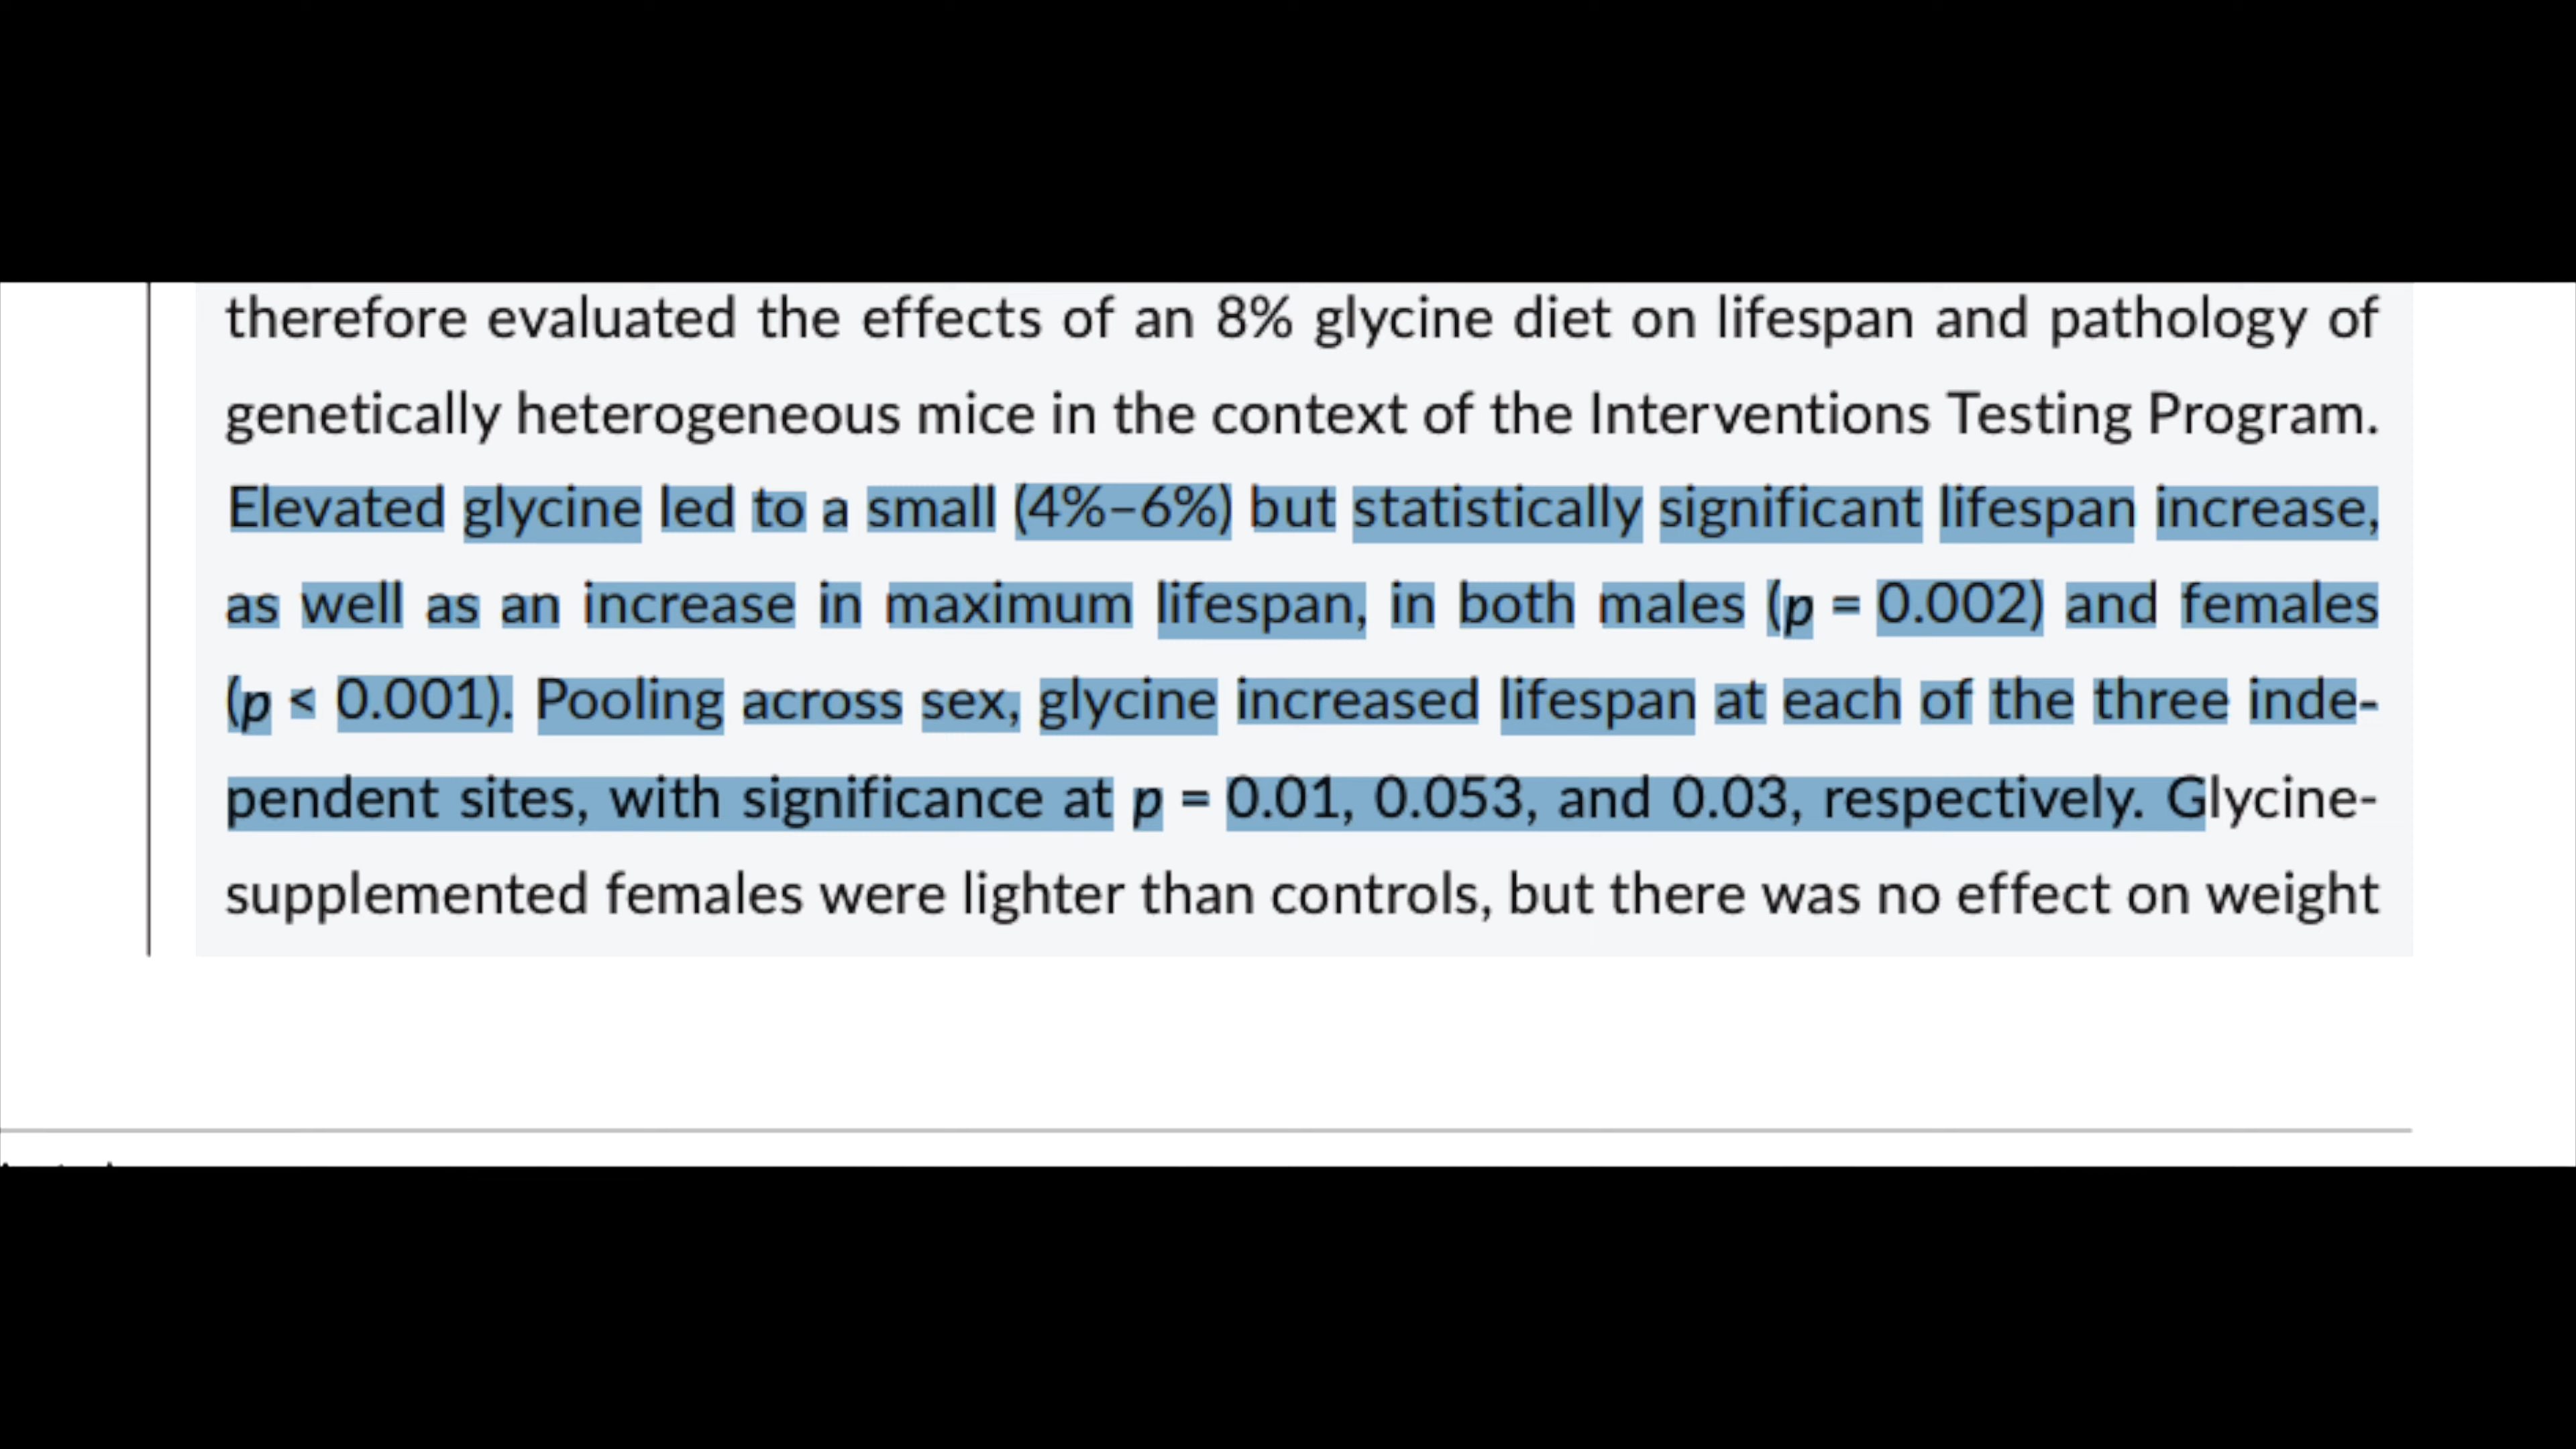 therefore evaluated the effects of an 8% glycine diet on lifespan and pathology of
genetically heterogeneous mice in the context of the Interventions Testing Program.
Elevated glycine led to a small (4%–6%) but statistically significant lifespan increase,
as well as an increase in maximum lifespan, in both males (p = 0.002) and females
(p < 0.001). Pooling across sex, glycine increased lifespan at each of the three inde-
pendent sites, with significance at p = 0.01, 0.053, and 0.03, respectively. Glycine-
supplemented females were lighter than controls, but there was no effect on weight